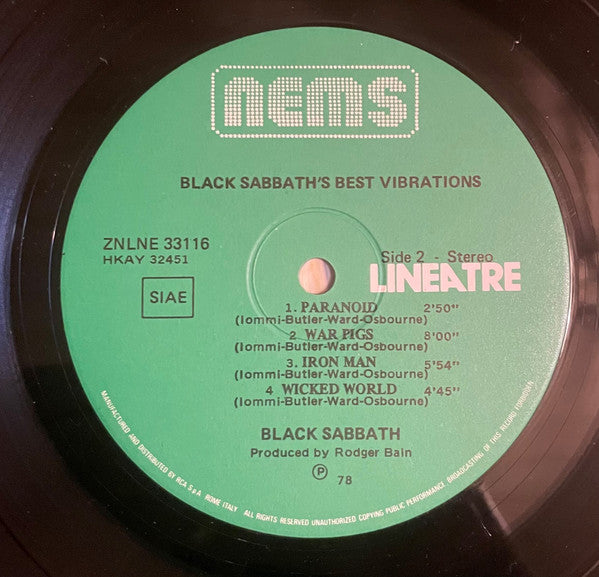 nems
BLACK SABBATH'S BEST VIBRATIONS
ZNLNE 33116
HKAY 32451
Side 2 - Stereo
LINEATRE
SIAE
1. PARANOID 2'50"
(Iommi-Butler-Ward-Osbourne)
2 WAR PIGS 8'00"
(Iommi-Butler-Ward-Osbourne)
3. IRON MAN 5'54"
(Iommi-Butler-Ward-Osbourne)
4 WICKED WORLD 4'45"
(Iommi-Butler-Ward-Osbourne)
BLACK SABBATH
Produced by Rodger Bain
Ⓟ 78
MANUFACTURED AND DISTRIBUTED BY RCA S.p.A. ROME ITALY ALL RIGHTS RESERVED UNAUTHORIZED COPYING PUBLIC PERFORMANCE, BROADCASTING OF THIS RECORD FORBIDDEN